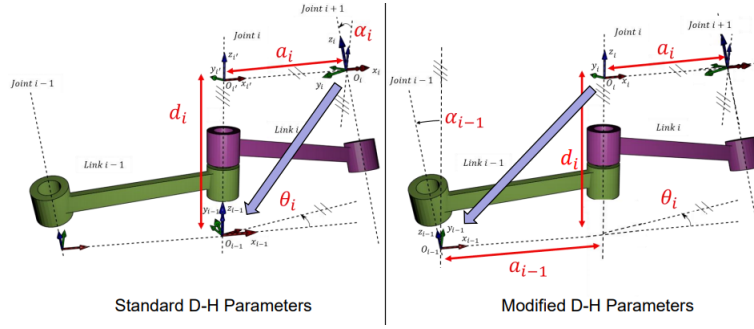 Joint i + 1
Joint i
α_i
z_i'
a_i
z_i
y_i'
O_i'
x_i'
O_i
x_i
y_i
Joint i − 1
d_i
Link i
Link i − 1
y_i−1
z_i−1
θ_i
O_i−1
x_i−1
Standard D-H Parameters
Joint i + 1
Joint i
z_i
a_i
y_i
O_i
x_i
Joint i − 1
α_i−1
Link i
d_i
Link i − 1
θ_i
z_i−1
y_i−1
O_i−1
x_i−1
a_i−1
Modified D-H Parameters